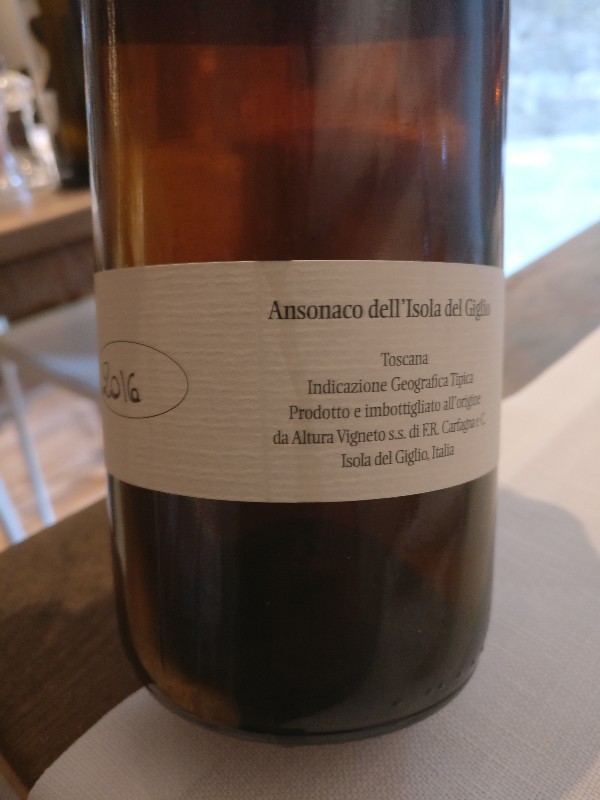 Ansonaco dell'Isola del Giglio
2016
Toscana
Indicazione Geografica Tipica
Prodotto e imbottigliato all'origine
da Altura Vigneto s.s. di F.R. Carfagna e C.
Isola del Giglio, Italia